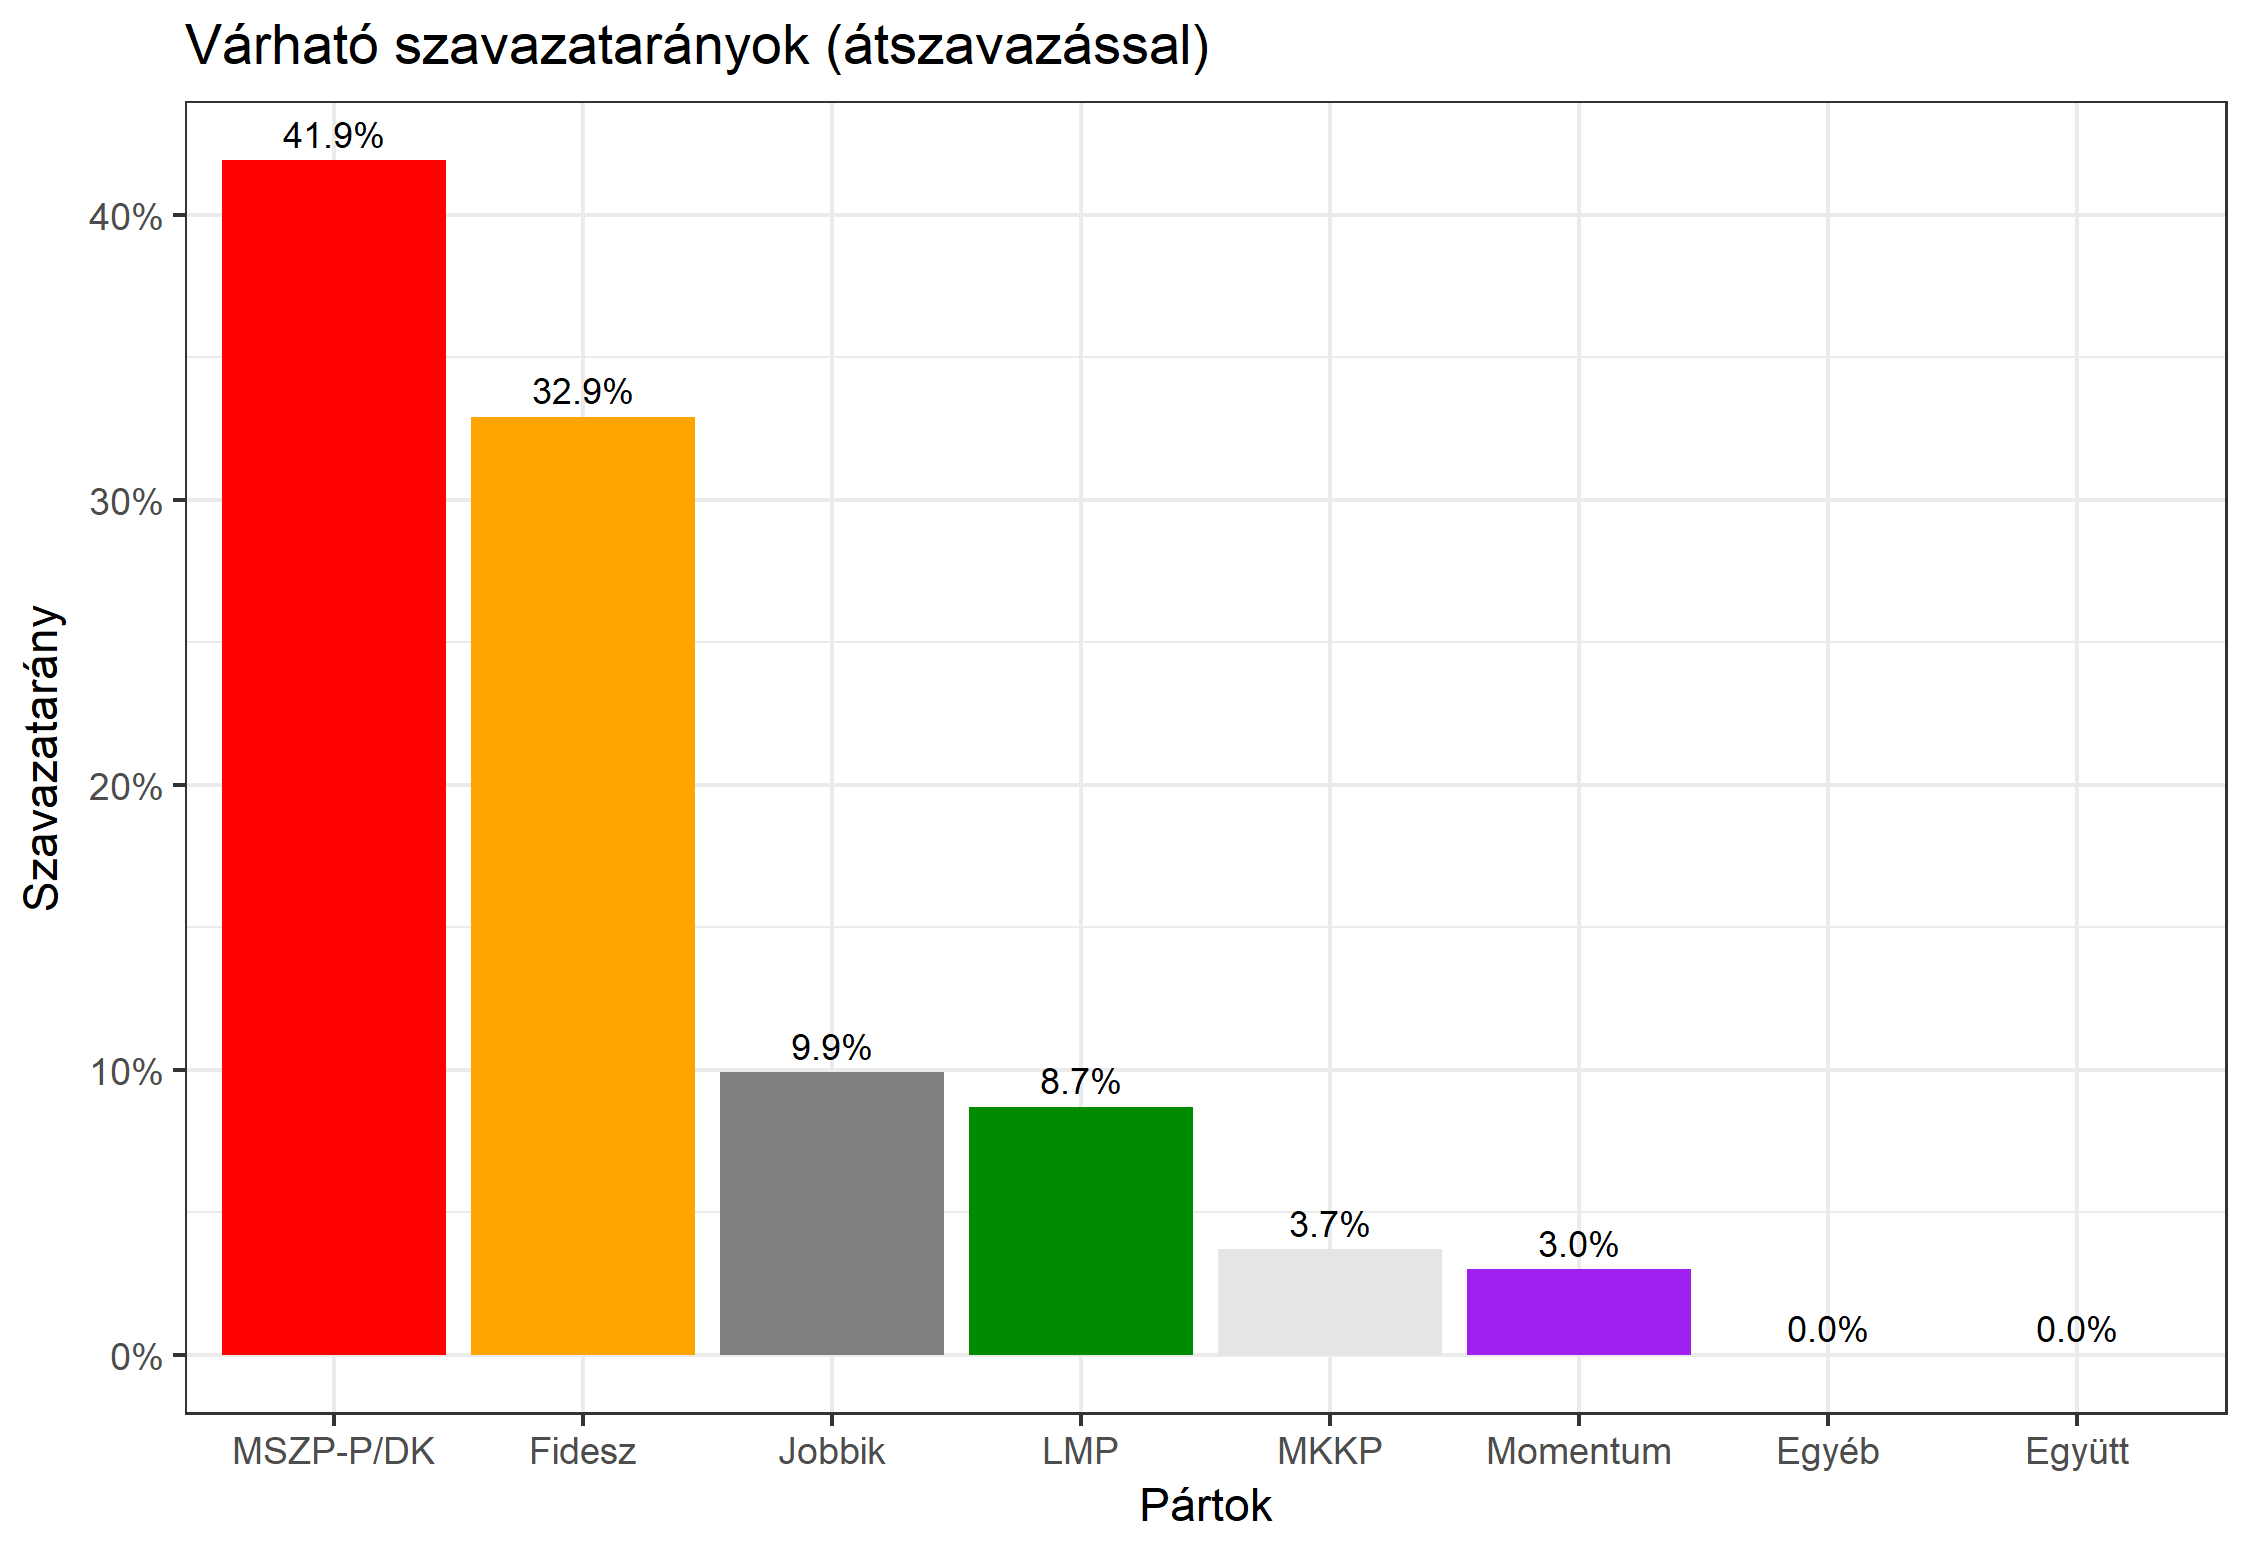 Várható szavazatarányok (átszavazással)
41.9%
32.9%
9.9%
8.7%
3.7%
3.0%
0.0%
0.0%
40%
30%
20%
10%
0%
Szavazatarány
MSZP-P/DK
Fidesz
Jobbik
LMP
MKKP
Momentum
Egyéb
Együtt
Pártok